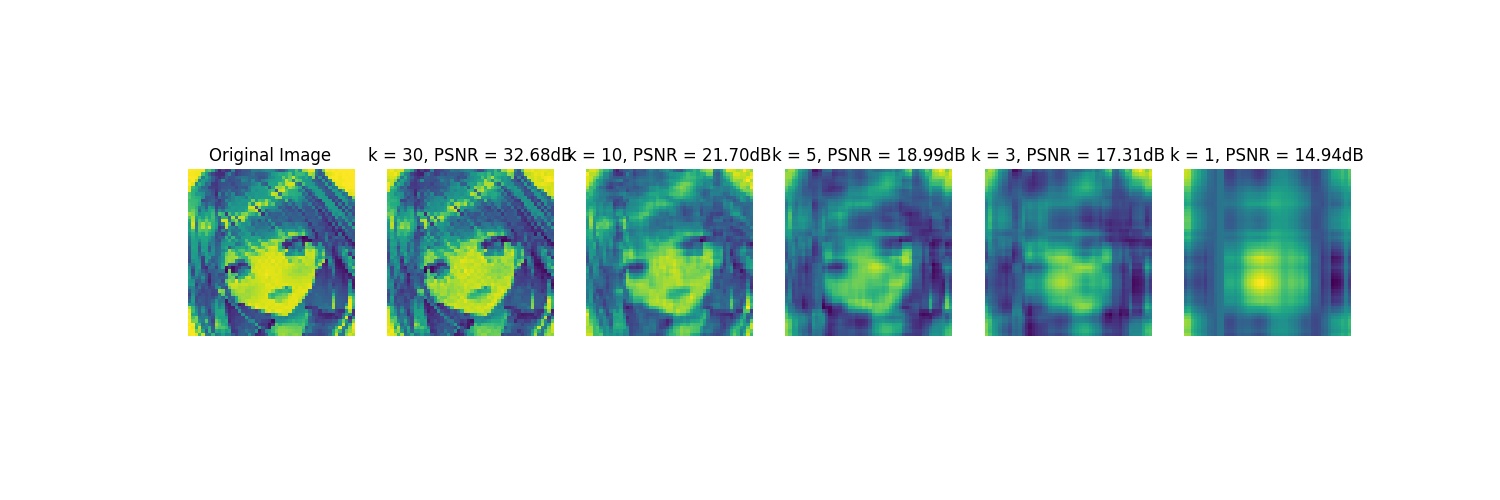 Original Image
k = 30, PSNR = 32.68dB
k = 10, PSNR = 21.70dB
k = 5, PSNR = 18.99dB
k = 3, PSNR = 17.31dB
k = 1, PSNR = 14.94dB